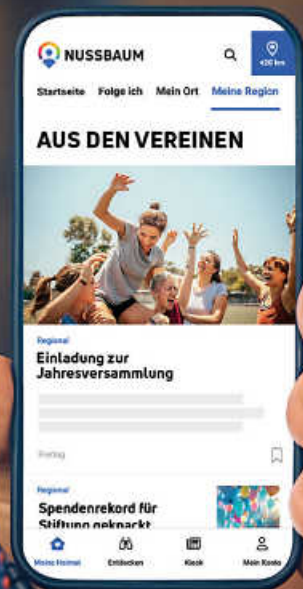 NUSSBAUM
<20 km
Startseite Folge ich Mein Ort Meine Region
AUS DEN VEREINEN
Regional
Einladung zur
Jahresversammlung
Freitag
Regional
Spendenrekord für
Stiftung geknackt
Meine Heimat Entdecken Kiosk Mein Konto